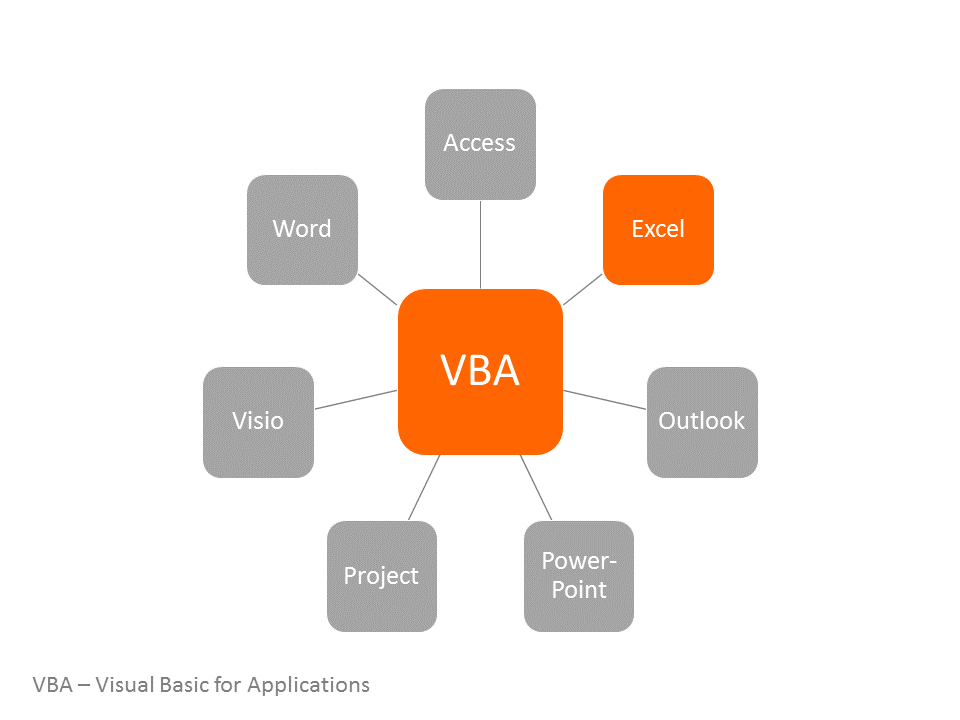 Access
Word
Excel
VBA
Visio
Outlook
Project
Power-
Point
VBA – Visual Basic for Applications